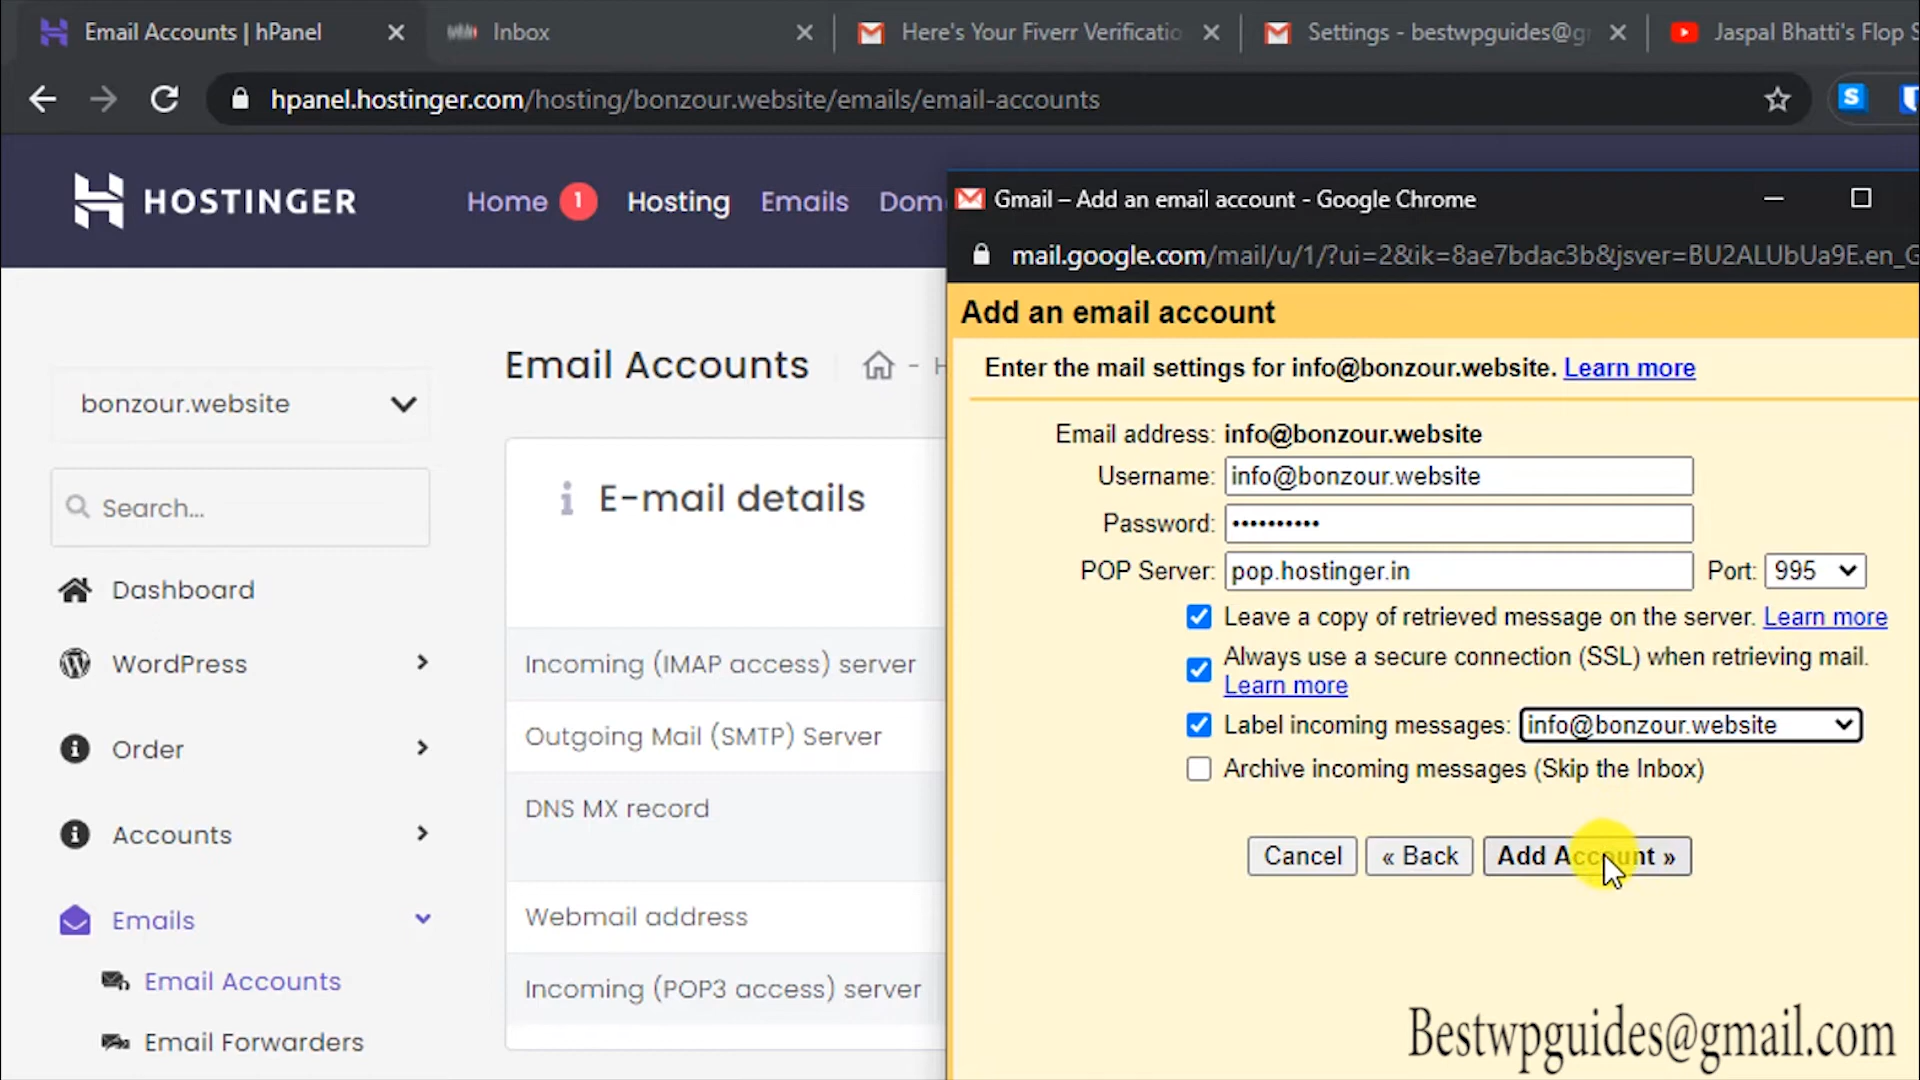 Email Accounts | hPanel
Inbox
Here's Your Fiverr Verificatio
Settings - bestwpguides@g
Jaspal Bhatti's Flop S
hpanel.hostinger.com/hosting/bonzour.website/emails/email-accounts
S
HOSTINGER
Home 1 Hosting Emails Dom
Gmail – Add an email account - Google Chrome
mail.google.com/mail/u/1/?ui=2&ik=8ae7bdac3b&jsver=BU2ALUbUa9E.en_G
bonzour.website
Search...
Dashboard
WordPress
Order
Accounts
Emails
Email Accounts
Email Forwarders
Email Accounts - H
E-mail details
Incoming (IMAP access) server
Outgoing Mail (SMTP) Server
DNS MX record
Webmail address
Incoming (POP3 access) server
Add an email account
Enter the mail settings for info@bonzour.website. Learn more
Email address: info@bonzour.website
Username: info@bonzour.website
Password: ••••••••••
POP Server: pop.hostinger.in Port: 995
Leave a copy of retrieved message on the server. Learn more
Always use a secure connection (SSL) when retrieving mail.
Learn more
Label incoming messages: info@bonzour.website
Archive incoming messages (Skip the Inbox)
Cancel « Back Add Account »
Bestwpguides@gmail.com